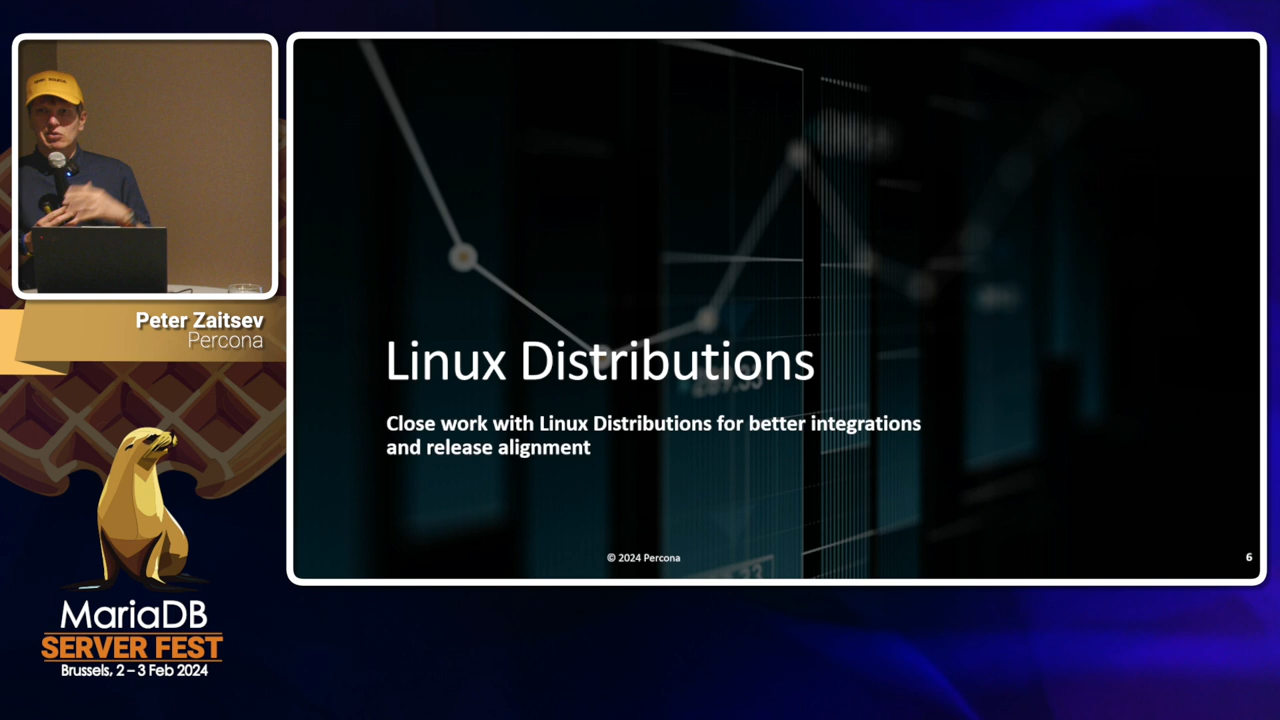 Peter Zaitsev
Percona
MariaDB
SERVER FEST
Brussels, 2 – 3 Feb 2024
Linux Distributions
Close work with Linux Distributions for better integrations
and release alignment
© 2024 Percona
6